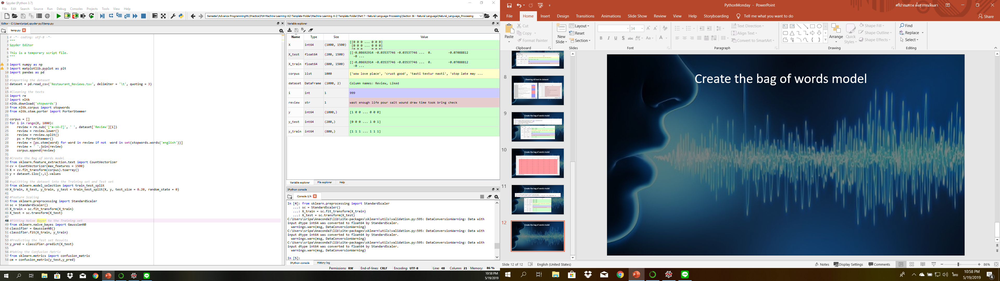 Spyder (Python 3.7)
File Edit Search Source Run Debug Consoles Projects Tools View Help
Semester\Advance ProgrammingML\Practice\P14-Machine-Learning-AZ-Template-Folder\Machine Learning A-Z Template Folder\Part 7 - Natural Language Processing\Section 36 - Natural Language\Natural_Language_Processing
Editor - C:\Users\sripa\.spyder-py3\temp.py
temp.py
1 # -*- coding: utf-8 -*-
2 """
3 Spyder Editor
4
5 This is a temporary script file.
6 """
7
8 import numpy as np
9 import matplotlib.pyplot as plt
10 import pandas as pd
11
12 #importing the dataset
13 dataset = pd.read_csv('Restaurant_Reviews.tsv', delimiter = '\t', quoting = 3)
14
15 #Cleaning the texts
16 import re
17 import nltk
18 nltk.download('stopwords')
19 from nltk.corpus import stopwords
20 from nltk.stem.porter import PorterStemmer
21
22 corpus = []
23 for i in range(0, 1000):
24 review = re.sub('[^a-zA-Z]', ' ', dataset['Review'][i])
25 review = review.lower()
26 review = review.split()
27 ps = PorterStemmer()
28 review = [ps.stem(word) for word in review if not  word in set(stopwords.words('english'))]
29 review = ' '.join(review)
30 corpus.append(review)
31
32 #Create the Bag of Words model
33 from sklearn.feature_extraction.text import CountVectorizer
34 cv = CountVectorizer(max_features = 1500)
35 X = cv.fit_transform(corpus).toarray()
36 y = dataset.iloc[:,1].values
37
38 #splitting the dataset into the Training set and Test set
39 from sklearn.model_selection import train_test_split
40 X_train, X_test, y_train, y_test = train_test_split(X, y, test_size = 0.20, random_state = 0)
41
42 #Feature Scaling
43 from sklearn.preprocessing import StandardScaler
44 sc = StandardScaler()
45 X_train = sc.fit_transform(X_train)
46 X_test = sc.transform(X_test)
47
48 #Fitting Naive Bayer to the Training set
49 from sklearn.naive_bayes import GaussianNB
50 classifier = GaussianNB()
51 classifier.fit(X_train, y_train)
52
53 #Predicting the Test set Results
54 y_pred = classifier.predict(X_test)
55
56 #Making the Confusion Matrix
57 from sklearn.metrics import confusion_matrix
58 cm = confusion_matrix(y_test,y_pred)
Variable explorer
Name Type Size Value
X int64 (1000, 1500) [[0 0 0 ... 0 0 0]
[0 0 0 ... 0 0 0]
X_test float64 (200, 1500) [[-0.08692914 -0.03537746 -0.03537746 ... 0. -0.07088812
-0 ...
X_train float64 (800, 1500) [[-0.08692914 -0.03537746 -0.03537746 ... 0. -0.07088812
-0 ...
corpus list 1000 ['wow love place', 'crust good', 'tasti textur nasti', 'stop late may ...
dataset DataFrame (1000, 2) Column names: Review, Liked
i int 1 999
review str 1 wast enough life pour salt wound draw time took bring check
y int64 (1000,) [1 0 0 ... 0 0 0]
y_test int64 (200,) [0 0 0 ... 1 0 1]
y_train int64 (800,) [1 1 1 ... 1 1 1]
Variable explorer File explorer Help
IPython console
Console 1/A
In [4]: from sklearn.preprocessing import StandardScaler
...: sc = StandardScaler()
...: X_train = sc.fit_transform(X_train)
...: X_test = sc.transform(X_test)
C:\Users\sripa\Anaconda3\lib\site-packages\sklearn\utils\validation.py:595: DataConversionWarning: Data with
input dtype int64 was converted to float64 by StandardScaler.
warnings.warn(msg, DataConversionWarning)
C:\Users\sripa\Anaconda3\lib\site-packages\sklearn\utils\validation.py:595: DataConversionWarning: Data with
input dtype int64 was converted to float64 by StandardScaler.
warnings.warn(msg, DataConversionWarning)
C:\Users\sripa\Anaconda3\lib\site-packages\sklearn\utils\validation.py:595: DataConversionWarning: Data with
input dtype int64 was converted to float64 by StandardScaler.
warnings.warn(msg, DataConversionWarning)
In [5]:
IPython console History log
Permissions: RW End-of-lines: CRLF Encoding: UTF-8 Line: 48 Column: 21 Memory: 86 %
10:58 PM
5/19/2019
PythonMonday - PowerPoint
ศรีปาณสรวง ตั้งสุวรรณจินดา
File Home Insert Design Transitions Animations Slide Show Review View Help Storyboarding Tell me what you want to do Share
Paste Cut Copy Format Painter
Clipboard
New Slide Layout Reset Section
Slides
34
B I U S abc AV Aa A
Font
Text Direction Align Text Convert to SmartArt
Paragraph
Arrange Quick Styles Shape Fill Shape Outline Shape Effects
Drawing
Find Replace Select
Editing
8 Cleaning All text in dataset
9 Create the bag of words model
10 Create the bag of words model
11 Create the bag of words model
12 Create the bag of words model
Create the bag of words model
Slide 12 of 12 English (United States) Notes Display Settings Comments 86%
ไทย
10:58 PM
5/19/2019
4